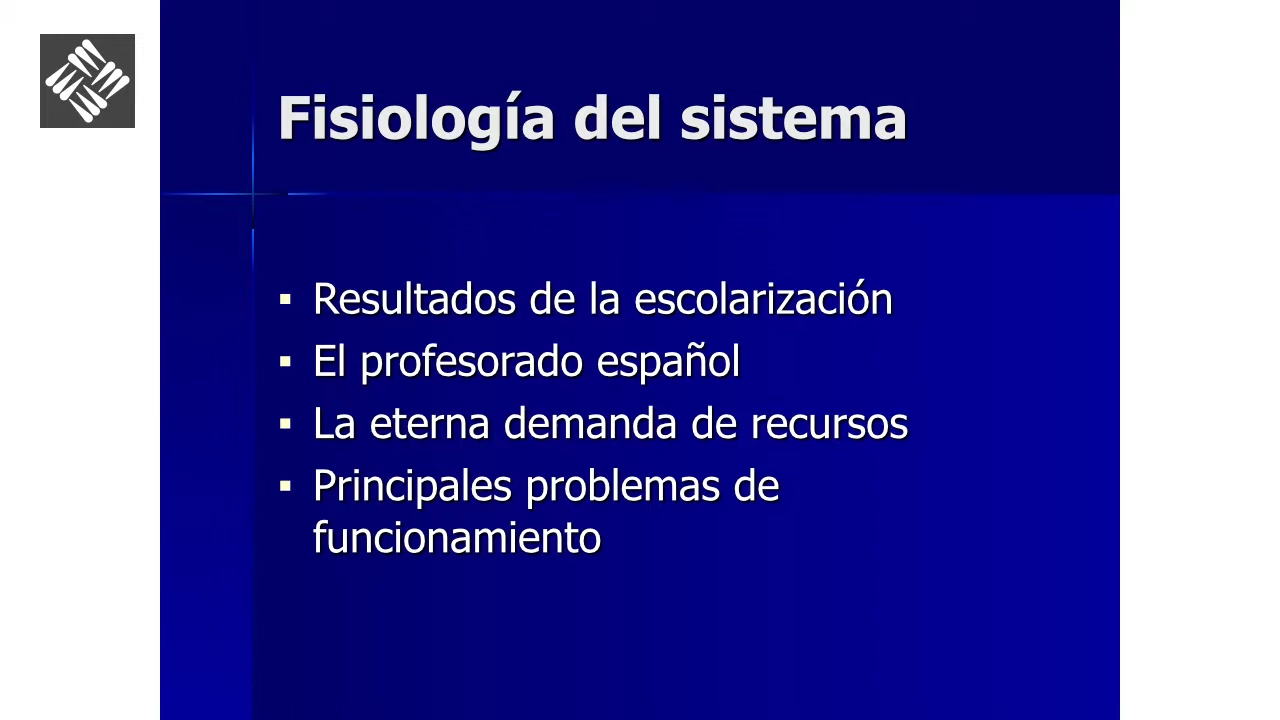 Fisiología del sistema
▪ Resultados de la escolarización
▪ El profesorado español
▪ La eterna demanda de recursos
▪ Principales problemas de
funcionamiento